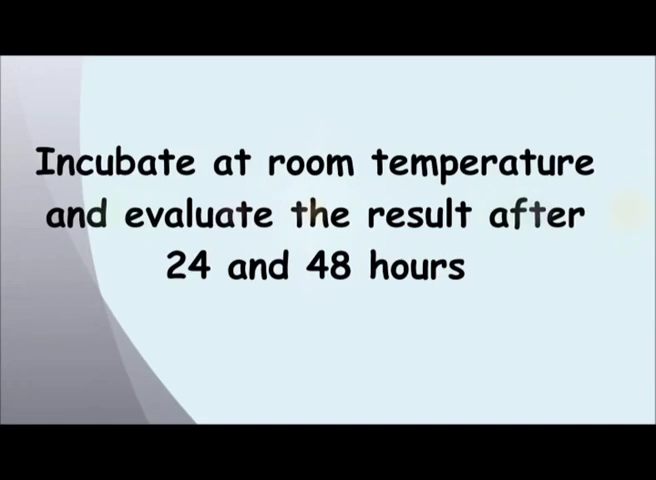 Incubate at room temperature
and evaluate the result after
24 and 48 hours